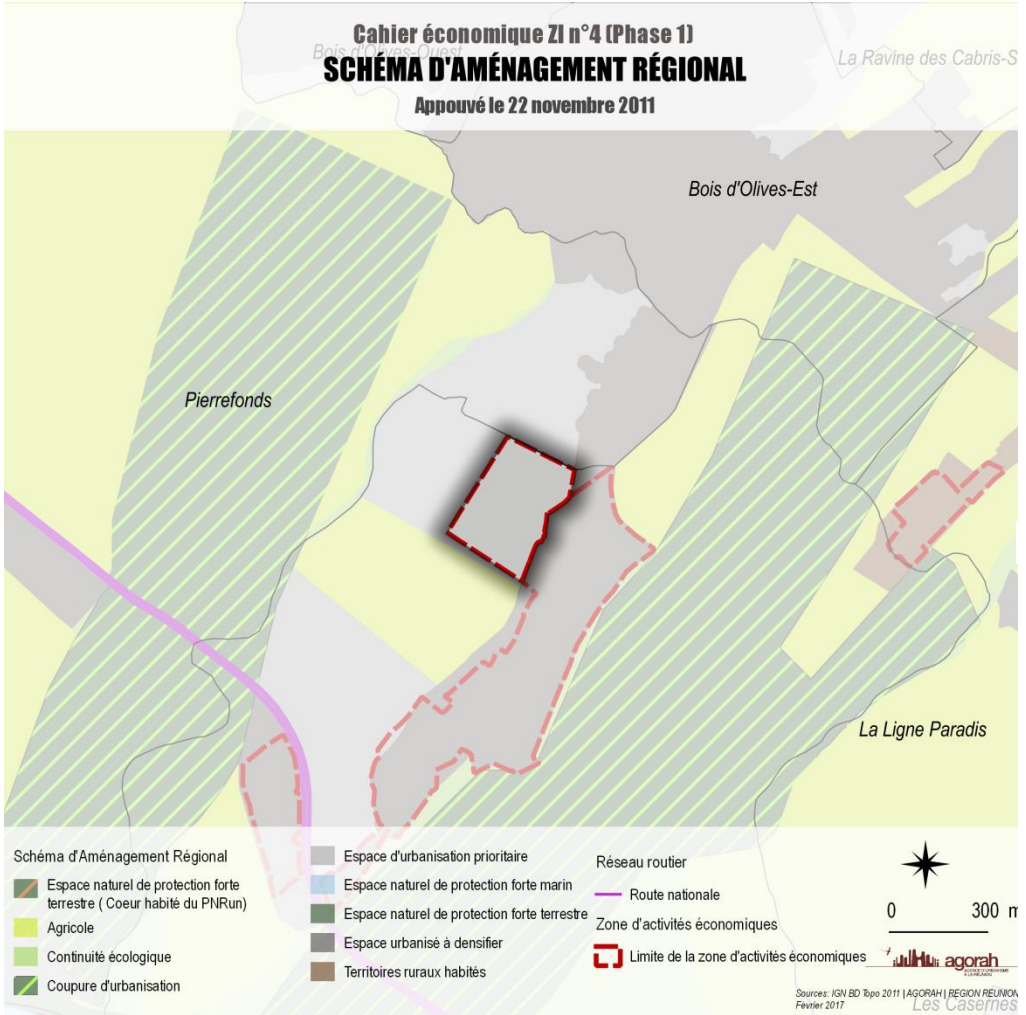 Cahier économique ZI n°4 (Phase 1)
Bois d'Olives-Ouest
La Ravine des Cabris-S
SCHÉMA D'AMÉNAGEMENT RÉGIONAL
Appouvé le 22 novembre 2011
Bois d'Olives-Est
Pierrefonds
La Ligne Paradis
Schéma d'Aménagement Régional
Espace naturel de protection forte
terrestre ( Coeur habité du PNRun)
Agricole
Continuité écologique
Coupure d'urbanisation
Espace d'urbanisation prioritaire
Espace naturel de protection forte marin
Espace naturel de protection forte terrestre
Espace urbanisé à densifier
Territoires ruraux habités
Réseau routier
Route nationale
Zone d'activités économiques
Limite de la zone d'activités économiques
0 300 m
agorah
AGENCE D'URBANISME
A LA RÉUNION
Sources: IGN BD Topo 2011 | AGORAH | REGION REUNION
Février 2017
Les Casernes